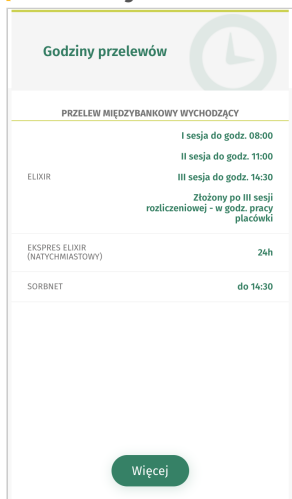 Godziny przelewów
PRZELEW MIĘDZYBANKOWY WYCHODZĄCY
ELIXIR
I sesja do godz. 08:00
II sesja do godz. 11:00
III sesja do godz. 14:30
Złożony po III sesji
rozliczeniowej - w godz. pracy
placówki
EKSPRES ELIXIR
(NATYCHMIASTOWY)
24h
SORBNET
do 14:30
Więcej